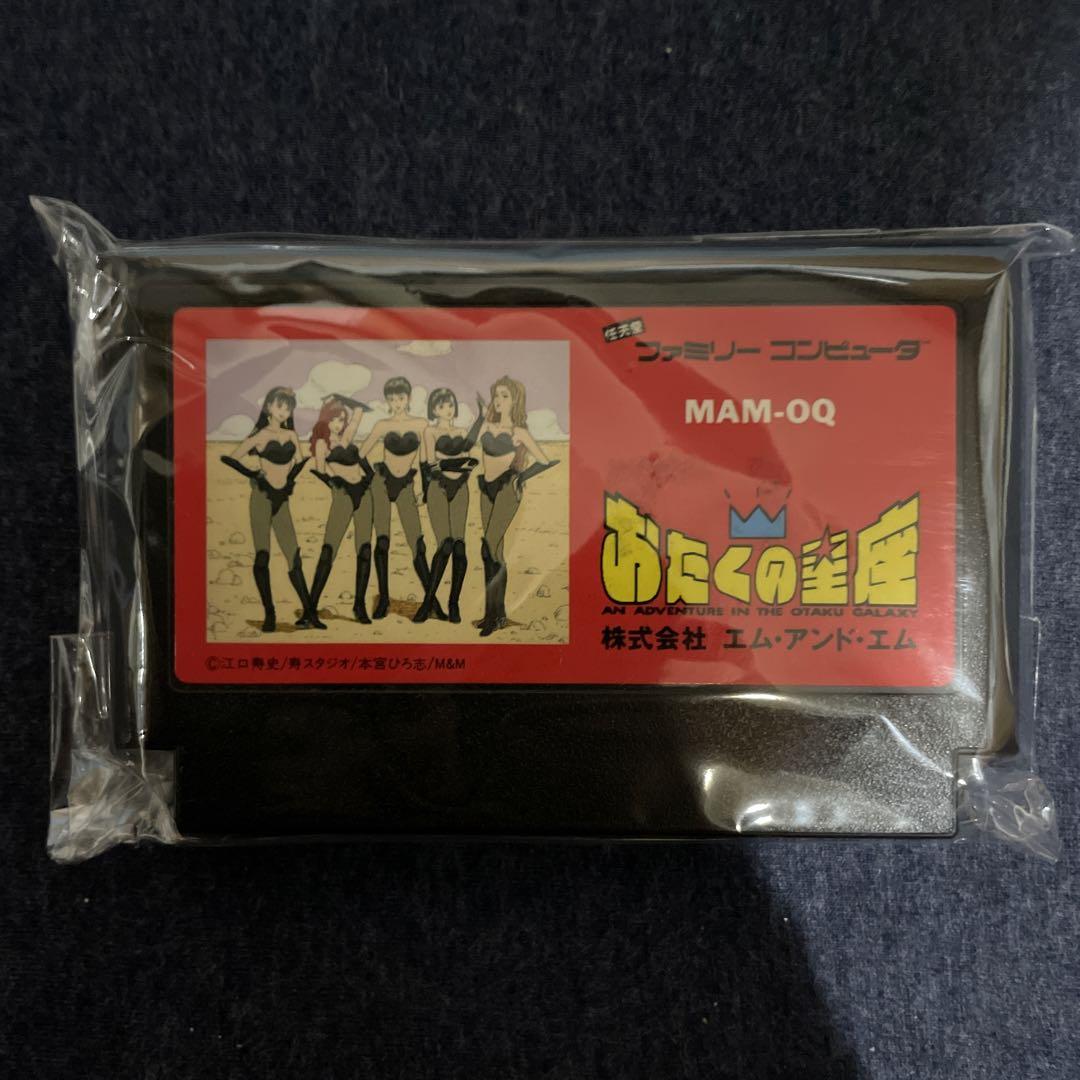 任天堂
ファミリー コンピュータ™
MAM-OQ
おたくの星座
AN ADVENTURE IN THE OTAKU GALAXY
株式会社 エム・アンド・エム
©江口寿史/寿スタジオ/本宮ひろ志/M&M